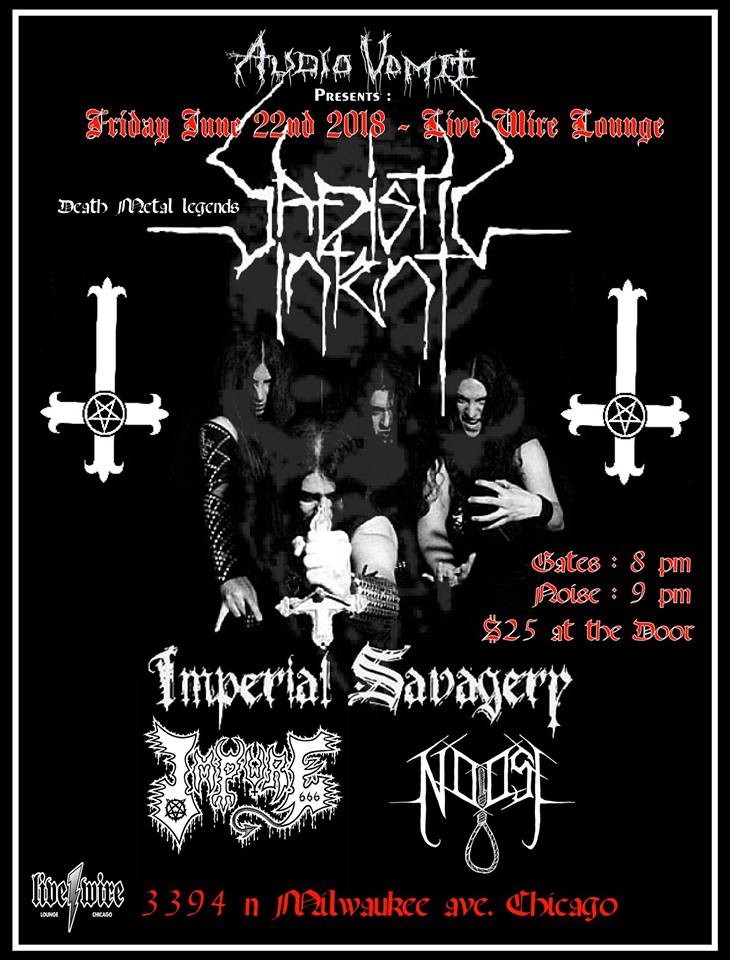 Audio Vomit
Presents :
Friday June 22nd 2018 - Live Wire Lounge
Death Metal legends
Sadistic
Intent
Gates : 8 pm
Noise : 9 pm
$25 at the Door
Imperial Savagery
Impure
666
Noose
live wire
LOUNGE CHICAGO
3394 n Milwaukee ave. Chicago